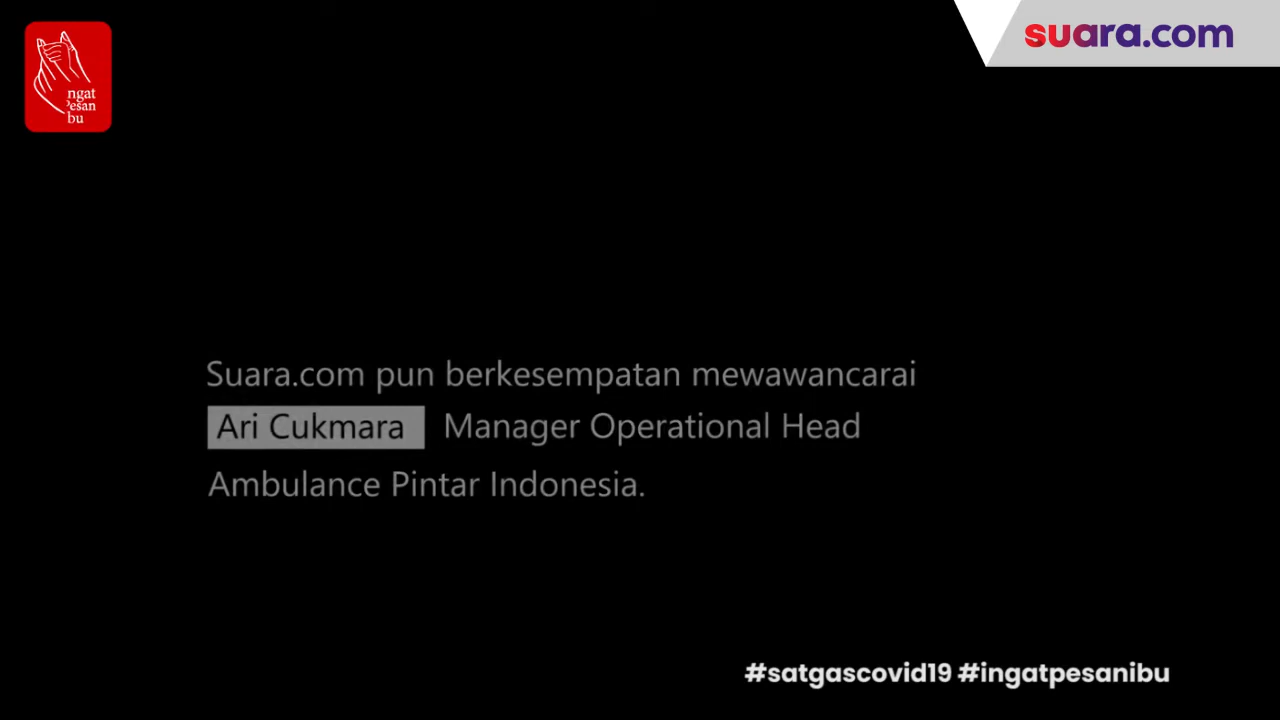 ngat
Pesan
bu
suara.com
Suara.com pun berkesempatan mewawancarai
Ari Cukmara Manager Operational Head
Ambulance Pintar Indonesia.
#satgascovid19 #ingatpesanibu